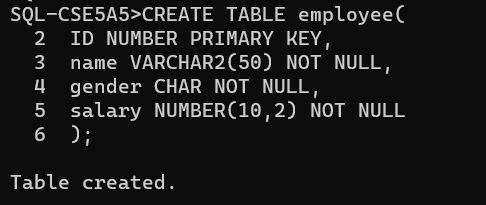 SQL-CSE5A5>CREATE TABLE employee(
  2  ID NUMBER PRIMARY KEY,
  3  name VARCHAR2(50) NOT NULL,
  4  gender CHAR NOT NULL,
  5  salary NUMBER(10,2) NOT NULL
  6  );
Table created.